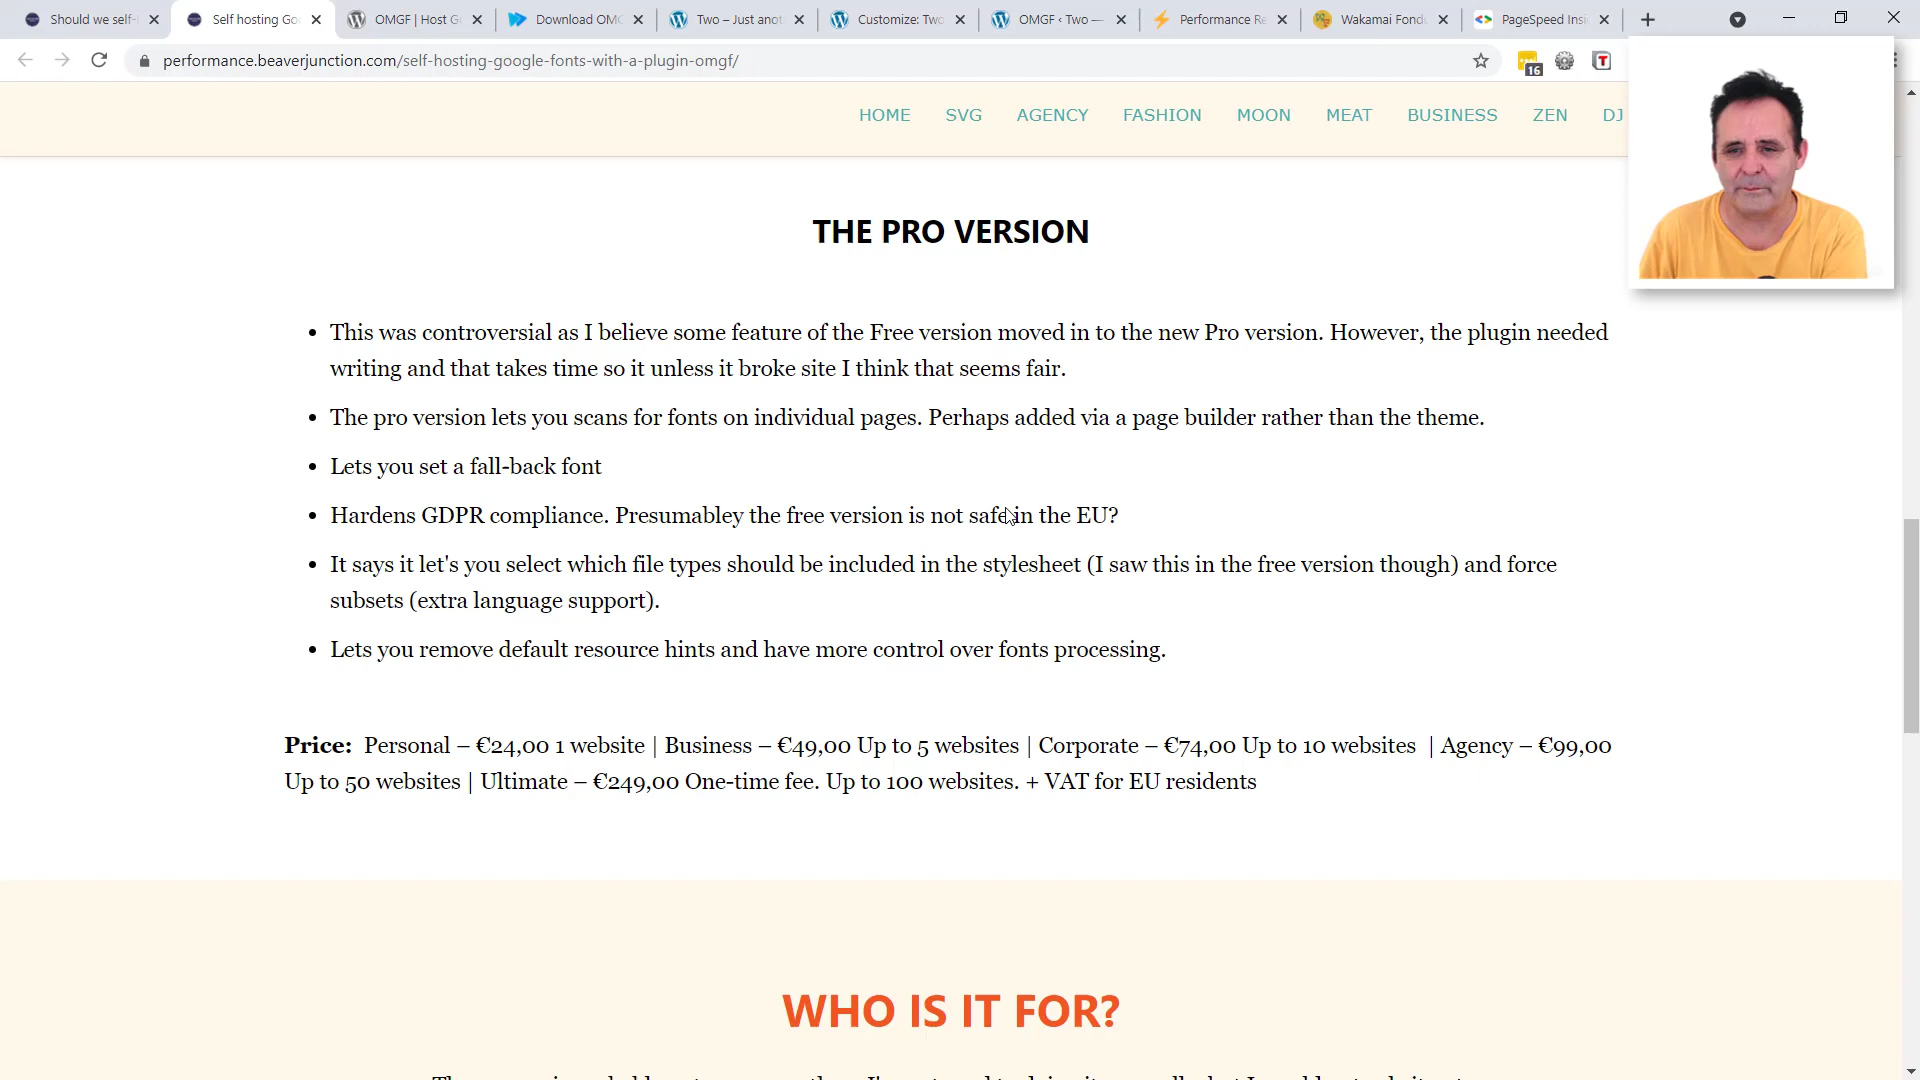 Should we self-
Self hosting Go
OMGF | Host G
Download OMG
Two – Just anot
Customize: Two
OMGF ‹ Two —
Performance Re
Wakamai Fondu
PageSpeed Insi
performance.beaverjunction.com/self-hosting-google-fonts-with-a-plugin-omgf/
16
T
HOME SVG AGENCY FASHION MOON MEAT BUSINESS ZEN DJ
THE PRO VERSION
• This was controversial as I believe some feature of the Free version moved in to the new Pro version. However, the plugin needed
writing and that takes time so it unless it broke site I think that seems fair.
• The pro version lets you scans for fonts on individual pages. Perhaps added via a page builder rather than the theme.
• Lets you set a fall-back font
• Hardens GDPR compliance. Presumabley the free version is not safe in the EU?
• It says it let's you select which file types should be included in the stylesheet (I saw this in the free version though) and force
subsets (extra language support).
• Lets you remove default resource hints and have more control over fonts processing.
Price: Personal – €24,00 1 website | Business – €49,00 Up to 5 websites | Corporate – €74,00 Up to 10 websites | Agency – €99,00
Up to 50 websites | Ultimate – €249,00 One-time fee. Up to 100 websites. + VAT for EU residents
WHO IS IT FOR?